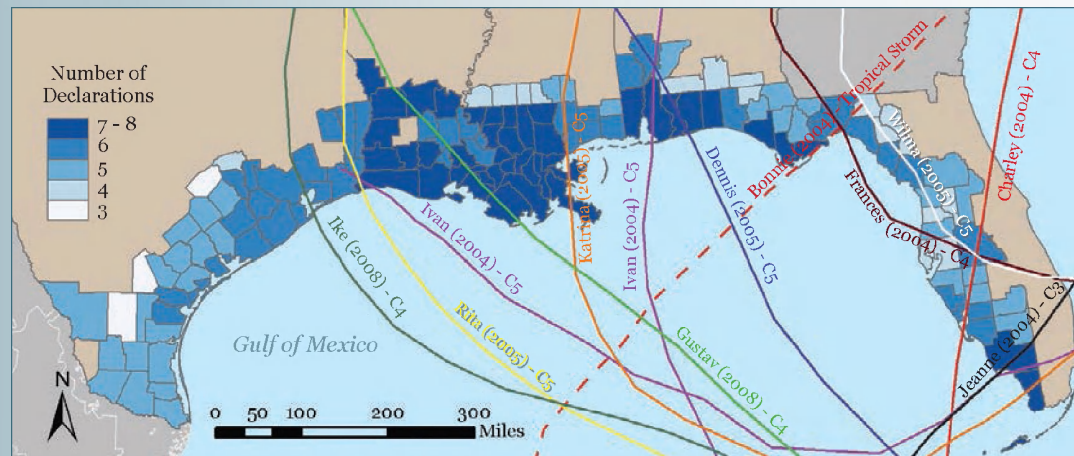 Number of
Declarations
7 - 8
6
5
4
3
Ike (2008) - C4
Rita (2005) - C5
Ivan (2004) - C5
Gustav (2008) - C4
Katrina (2005) - C5
Ivan (2004) - C5
Dennis (2005) - C5
Bonnie (2004) - Tropical Storm
Frances (2004) - C4
Wilma (2005) - C5
Charley (2004) - C4
Jeanne (2004) - C3
Gulf of Mexico
N
0 50 100 200 300
Miles